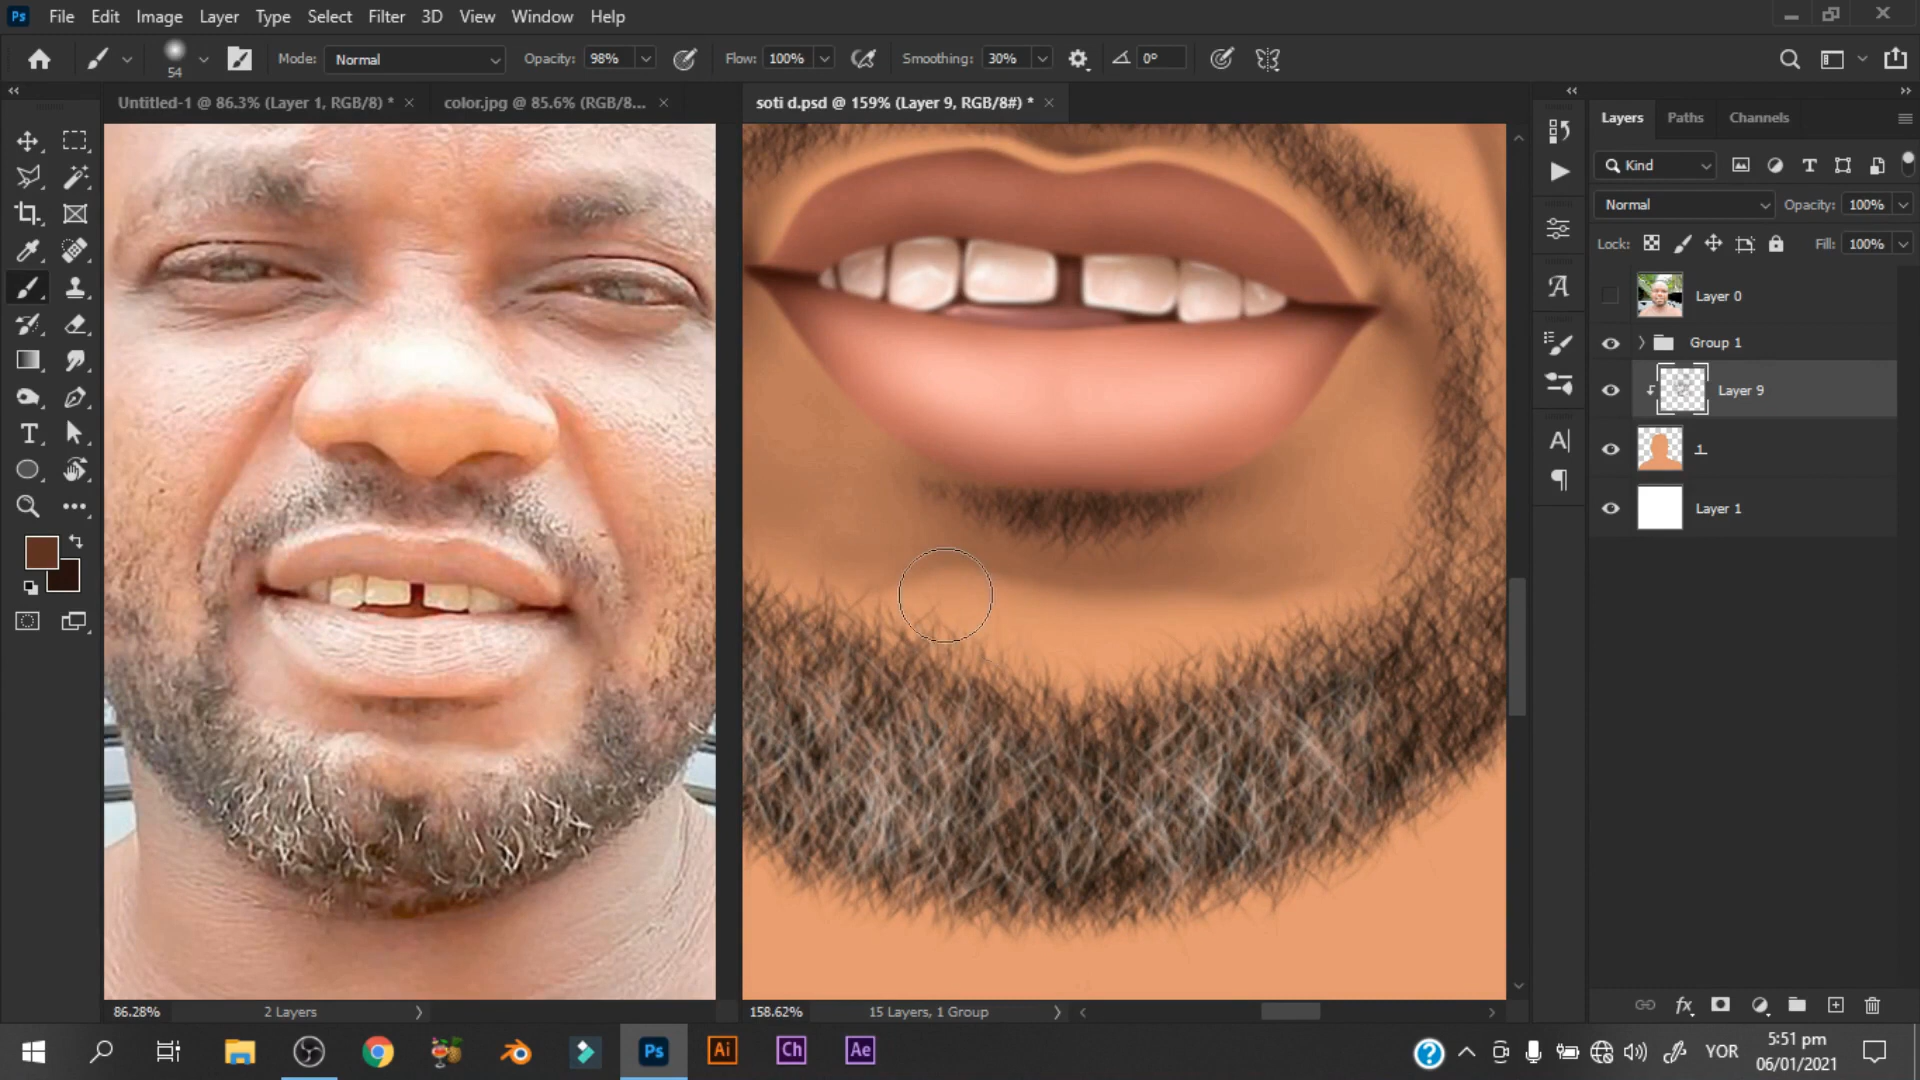 Ps File Edit Image Layer Type Select Filter 3D View Window Help
54 Mode: Normal Opacity: 98% Flow: 100% Smoothing: 30% 0°
Untitled-1 @ 86.3% (Layer 1, RGB/8) * × color.jpg @ 85.6% (RGB/8... × soti d.psd @ 159% (Layer 9, RGB/8#) * ×
Layers Paths Channels
Kind
Normal Opacity: 100%
Lock: Fill: 100%
Layer 0
Group 1
Layer 9
1
Layer 1
86.28% 2 Layers 158.62% 15 Layers, 1 Group
fx
Ps Ai Ch Ae YOR 5:51 pm
06/01/2021